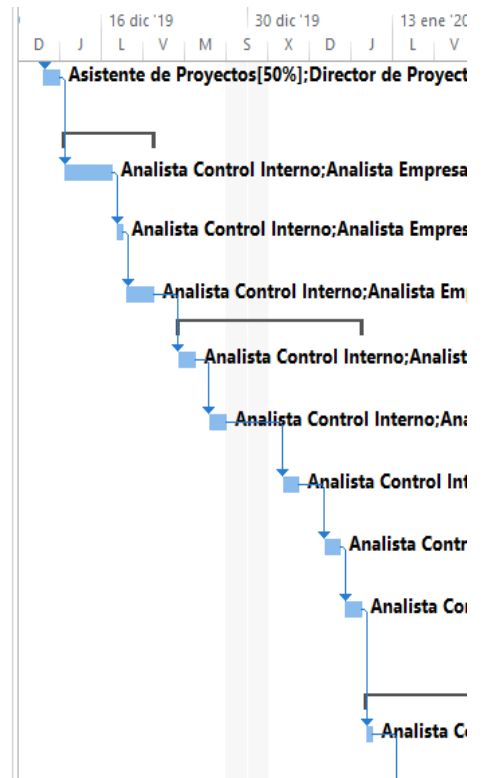 16 dic '19 30 dic '19 13 ene '20
D J L V M S X D J L V
Asistente de Proyectos[50%];Director de Proyect
Analista Control Interno;Analista Empresa
Analista Control Interno;Analista Empres
Analista Control Interno;Analista Em
Analista Control Interno;Analist
Analista Control Interno;Ana
Analista Control Int
Analista Contr
Analista Co
Analista C